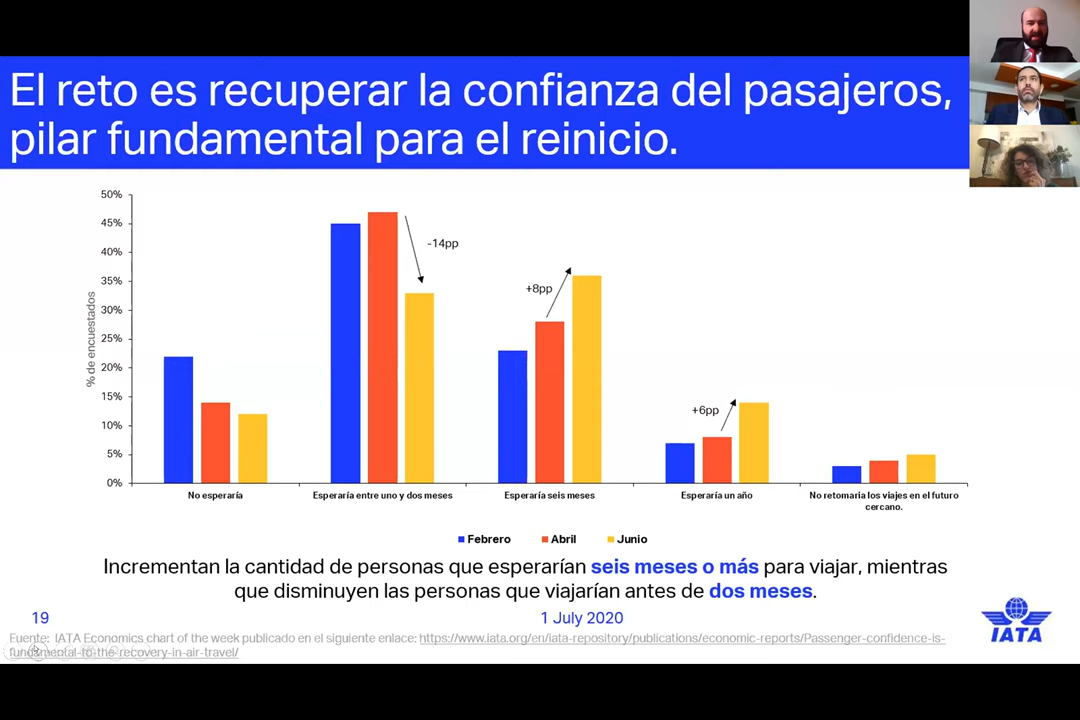 El reto es recuperar la confianza del pasajeros,
pilar fundamental para el reinicio.
50%
45%
40%
35%
30%
25%
20%
15%
10%
5%
0%
% de encuestados
-14pp
+8pp
+6pp
No esperaría
Esperaría entre uno y dos meses
Esperaría seis meses
Esperaría un año
No retomaria los viajes en el futuro
cercano.
Febrero
Abril
Junio
Incrementan la cantidad de personas que esperarían seis meses o más para viajar, mientras
que disminuyen las personas que viajarían antes de dos meses.
19
1 July 2020
IATA
Fuente: IATA Economics chart of the week publicado en el siguiente enlace: https://www.iata.org/en/iata-repository/publications/economic-reports/Passenger-confidence-is-
fundamental-to-the-recovery-in-air-travel/